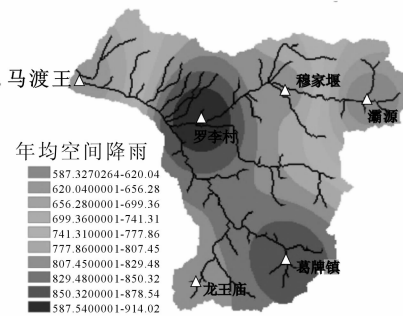 马渡王
穆家堰
灞源
罗李村
年均空间降雨
587.3270264-620.04
620.0400001-656.28
656.2800001-699.36
699.3600001-741.31
741.3100001-777.86
777.8600001-807.45
807.4500001-829.48
829.4800001-850.32
850.3200001-878.54
587.5400001-914.02
葛牌镇
龙王庙